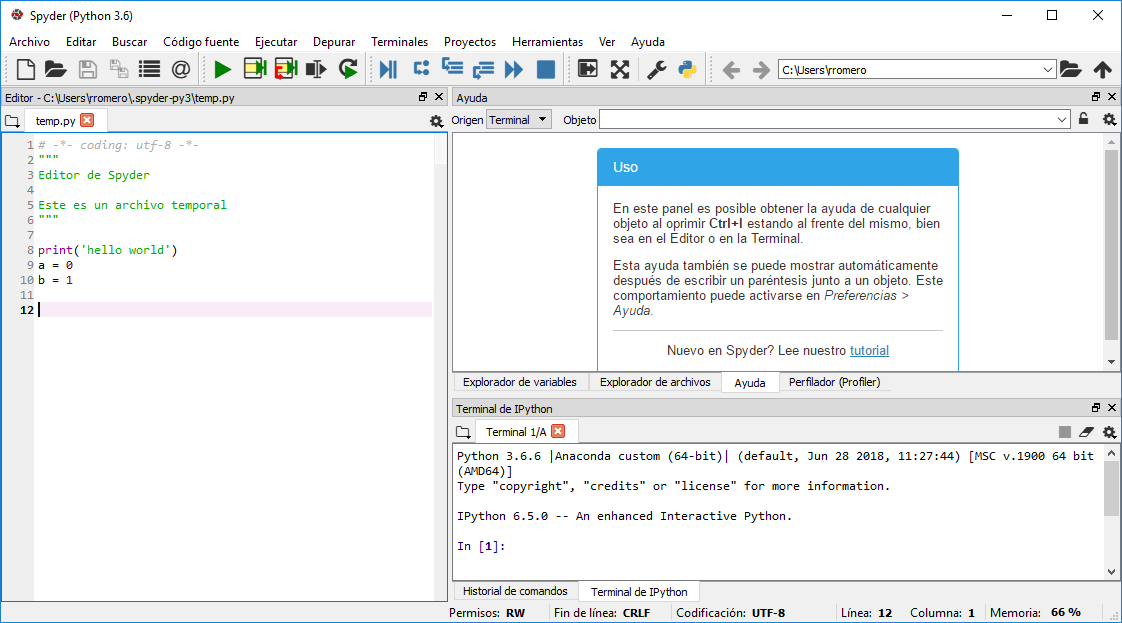 Spyder (Python 3.6)
Archivo Editar Buscar Código fuente Ejecutar Depurar Terminales Proyectos Herramientas Ver Ayuda
C:\Users\rromero
Editor - C:\Users\rromero\.spyder-py3\temp.py
temp.py
1 # -*- coding: utf-8 -*-
2 """
3 Editor de Spyder
4
5 Este es un archivo temporal
6 """
7
8 print('hello world')
9 a = 0
10 b = 1
11
12
Ayuda
Origen Terminal Objeto
Uso
En este panel es posible obtener la ayuda de cualquier
objeto al oprimir Ctrl+I estando al frente del mismo, bien
sea en el Editor o en la Terminal.
Esta ayuda también se puede mostrar automáticamente
después de escribir un paréntesis junto a un objeto. Este
comportamiento puede activarse en Preferencias >
Ayuda.
Nuevo en Spyder? Lee nuestro tutorial
Explorador de variables Explorador de archivos Ayuda Perfilador (Profiler)
Terminal de IPython
Terminal 1/A
Python 3.6.6 |Anaconda custom (64-bit)| (default, Jun 28 2018, 11:27:44) [MSC v.1900 64 bit
(AMD64)]
Type "copyright", "credits" or "license" for more information.
IPython 6.5.0 -- An enhanced Interactive Python.
In [1]:
Historial de comandos Terminal de IPython
Permisos: RW Fin de línea: CRLF Codificación: UTF-8 Línea: 12 Columna: 1 Memoria: 66 %